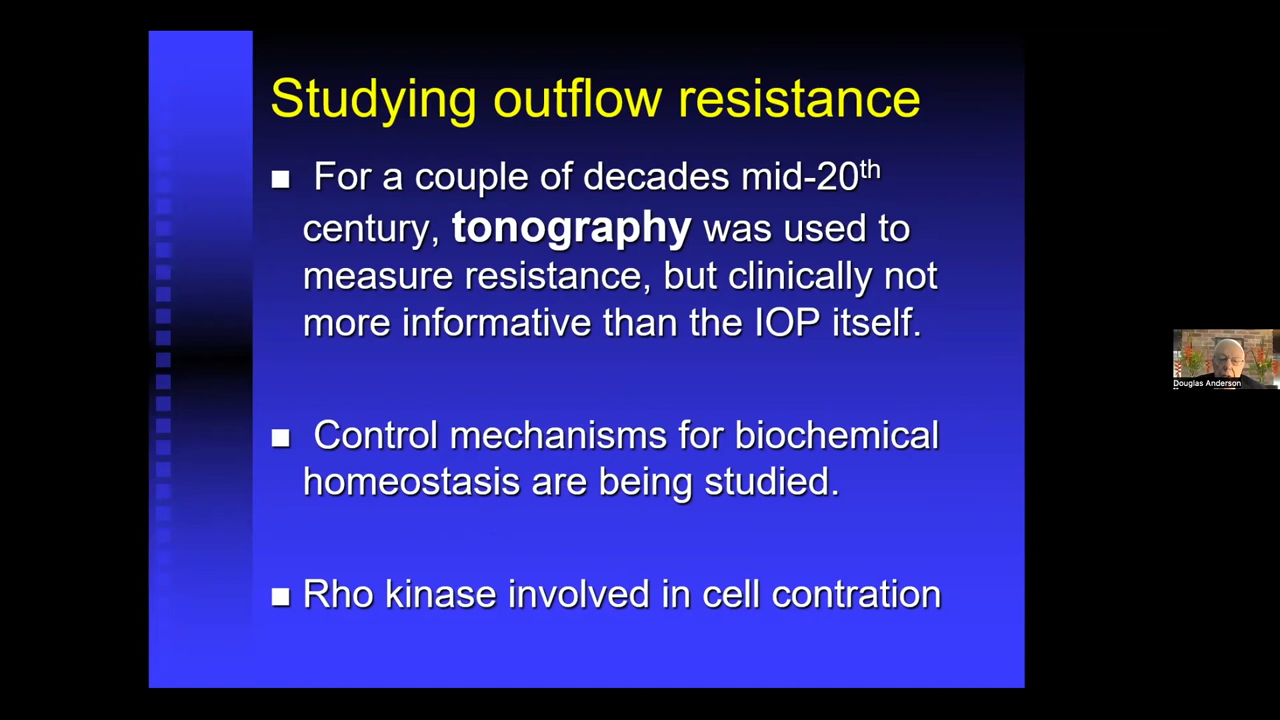 Studying outflow resistance
■ For a couple of decades mid-20th
century, tonography was used to
measure resistance, but clinically not
more informative than the IOP itself.
■ Control mechanisms for biochemical
homeostasis are being studied.
■ Rho kinase involved in cell contration
Douglas Anderson